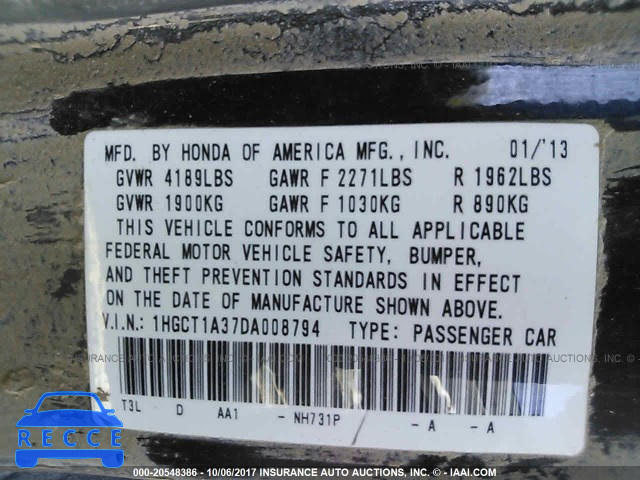 MFD. BY HONDA OF AMERICA MFG., INC. 01/'13
GVWR 4189LBS GAWR F 2271LBS R 1962LBS
GVWR 1900KG GAWR F 1030KG R 890KG
THIS VEHICLE CONFORMS TO ALL APPLICABLE
FEDERAL MOTOR VEHICLE SAFETY, BUMPER,
AND THEFT PREVENTION STANDARDS IN EFFECT
ON THE DATE OF MANUFACTURE SHOWN ABOVE.
V.I.N.: 1HGCT1A37DA008794 TYPE: PASSENGER CAR
T3L D AA1 - NH731P - A - A
RECCE
000-20548386 - 10/06/2017 - INSURANCE AUTO AUCTIONS, INC. - IAAI.COM